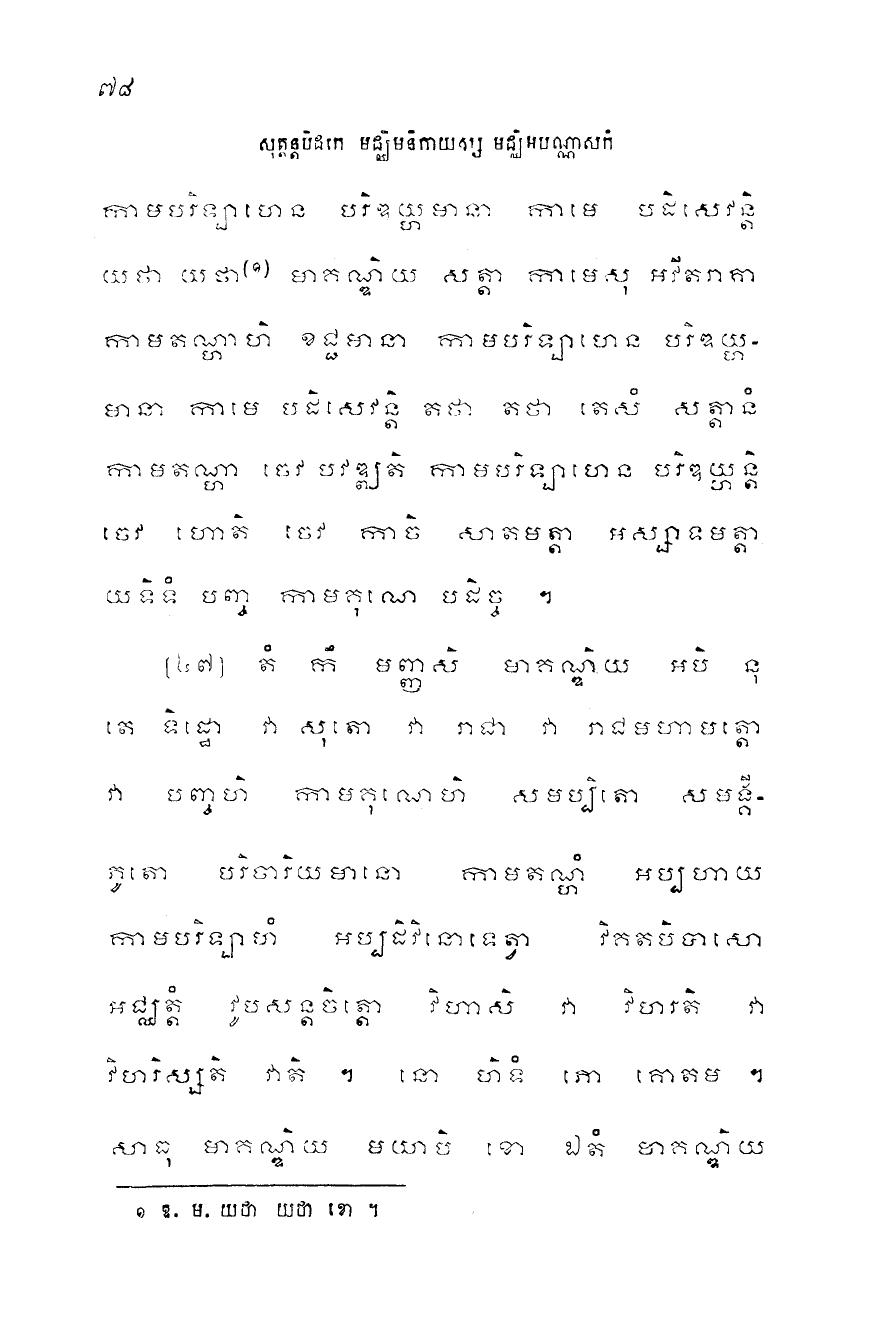 ៧៨
សុត្តន្តបិដកេ មជ្ឈិមនិកាយស្ស មជ្ឈិមបណ្ណាសកំ
កាមបរិឡាហេន បរិឌយ្ហមានា កាមេ បដិសេវន្តិ
យថា យថា(១) មាគណ្ឌិយ សត្តា កាមេសុ អវីតរាគា
កាមតណ្ហាហិ ខជ្ជមានា កាមបរិឡាហេន បរិឌយ្ហ-
មានា កាមេ បដិសេវន្តិ តថា តថា តេសំ សត្តានំ
កាមតណ្ហា ចេវ បវឌ្ឍតិ កាមបរិឡាហេន បរិឌយ្ហន្តិ
ចេវ ហោតិ ចេវ កាចិ សាតមត្តា អស្សាទមត្តា
យទិទំ បញ្ច កាមគុណេ បដិច្ច ។
[៤៧] តំ កឹ មញ្ញសិ មាគណ្ឌិយ អបិ នុ
តេ ទិដ្ឋោ វា សុតោ វា រាជា វា រាជមហាមត្តោ
វា បញ្ចហិ កាមគុណេហិ សមប្បិតោ សមង្គី-
ភូតោ បរិចារិយមានោ កាមតណ្ហំ អប្បហាយ
កាមបរិឡាហំ អប្បដិវិនោទេត្វា វិគតបិបាសោ
អជ្ឈត្តំ វូបសន្តចិត្តោ វិហាសិ វា វិហរតិ វា
វិហរិស្សតិ វាតិ ។ នោ ហិទំ ភោ គោតម ។
សាធុ មាគណ្ឌិយ មយាបិ ខោ ឯតំ មាគណ្ឌិយ
១ ឱ. ម. យថា យថា ខោ ។